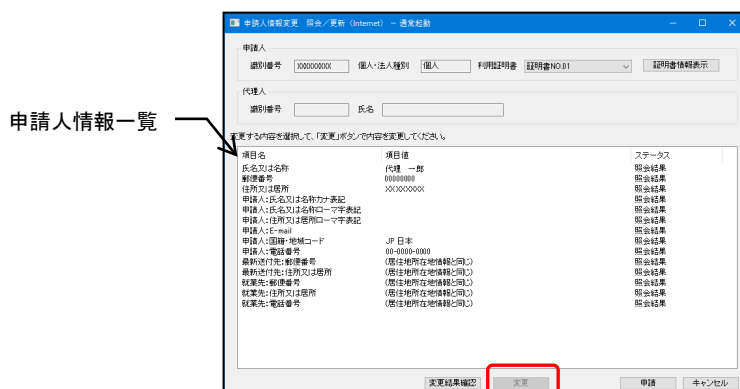 申請人情報変更 照会／更新 (Internet) － 通常起動
申請人
識別番号 XXXXXXXXX 個人・法人種別 個人 利用証明書 証明書NO.01 証明書情報表示
代理人
識別番号 氏名
申請人情報一覧
変更する内容を選択して、「変更」ボタンで内容を変更してください。
項目名 項目値 ステータス
氏名又は名称 代理 一郎 照会結果
郵便番号 00000000 照会結果
住所又は居所 XXXXXXXXX 照会結果
申請人:氏名又は名称カナ表記 照会結果
申請人:氏名又は名称ローマ字表記 照会結果
申請人:住所又は居所ローマ字表記 照会結果
申請人:E-mail 照会結果
申請人:国籍・地域コード JP 日本 照会結果
申請人:電話番号 00-0000-0000 照会結果
最新送付先:郵便番号 (居住地所在地情報と同じ) 照会結果
最新送付先:住所又は居所 (居住地所在地情報と同じ) 照会結果
就業先:郵便番号 (居住地所在地情報と同じ) 照会結果
就業先:住所又は居所 (居住地所在地情報と同じ) 照会結果
就業先:電話番号 (居住地所在地情報と同じ) 照会結果
変更結果確認 変更 申請 キャンセル